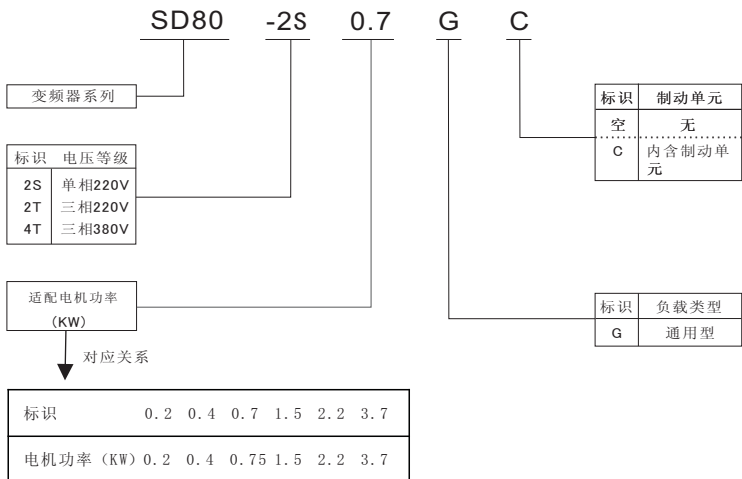 SD80 -2S 0.7 G C
变频器系列
标识 电压等级
2S 单相220V
2T 三相220V
4T 三相380V
标识 制动单元
空 无
C 内含制动单
元
适配电机功率
(KW)
对应关系
标识 负载类型
G 通用型
标识 0.2 0.4 0.7 1.5 2.2 3.7
电机功率（KW）0.2 0.4 0.75 1.5 2.2 3.7